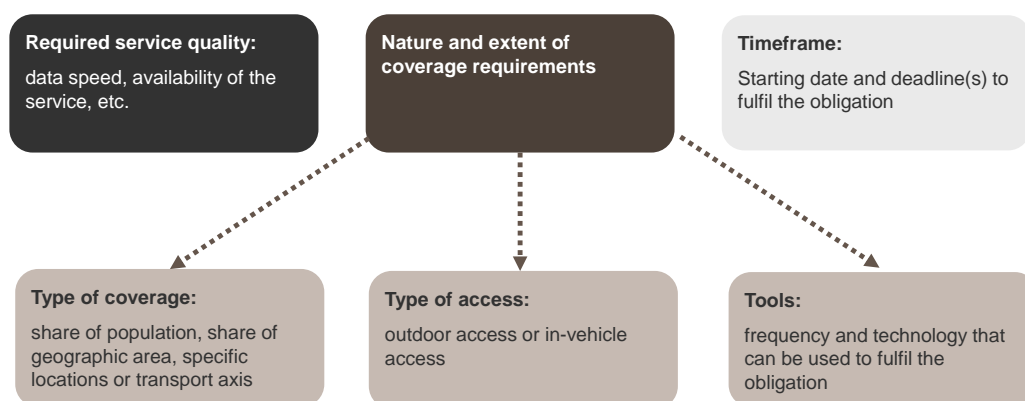 Required service quality:
data speed, availability of the
service, etc.
Nature and extent of
coverage requirements
Timeframe:
Starting date and deadline(s) to
fulfil the obligation
Type of coverage:
share of population, share of
geographic area, specific
locations or transport axis
Type of access:
outdoor access or in-vehicle
access
Tools:
frequency and technology that
can be used to fulfil the
obligation